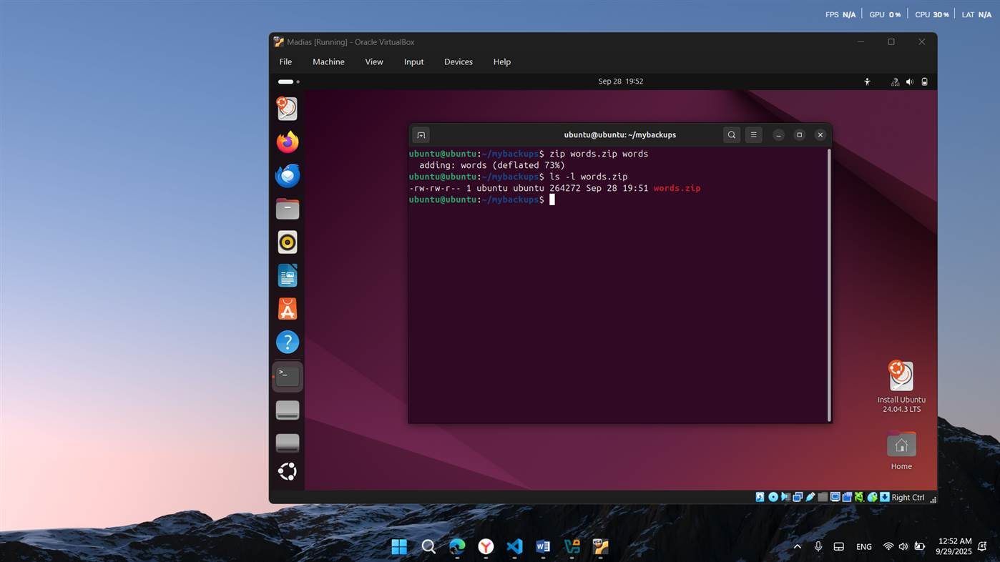 FPS N/A GPU 0% CPU 30% LAT N/A
Madias [Running] - Oracle VirtualBox
File Machine View Input Devices Help
Sep 28 19:52
ubuntu@ubuntu: ~/mybackups
ubuntu@ubuntu:~/mybackups$ zip words.zip words
adding: words (deflated 73%)
ubuntu@ubuntu:~/mybackups$ ls -l words.zip
-rw-rw-r-- 1 ubuntu ubuntu 264272 Sep 28 19:51 words.zip
ubuntu@ubuntu:~/mybackups$
Install Ubuntu
24.04.3 LTS
Home
Right Ctrl
ENG
12:52 AM
9/29/2025